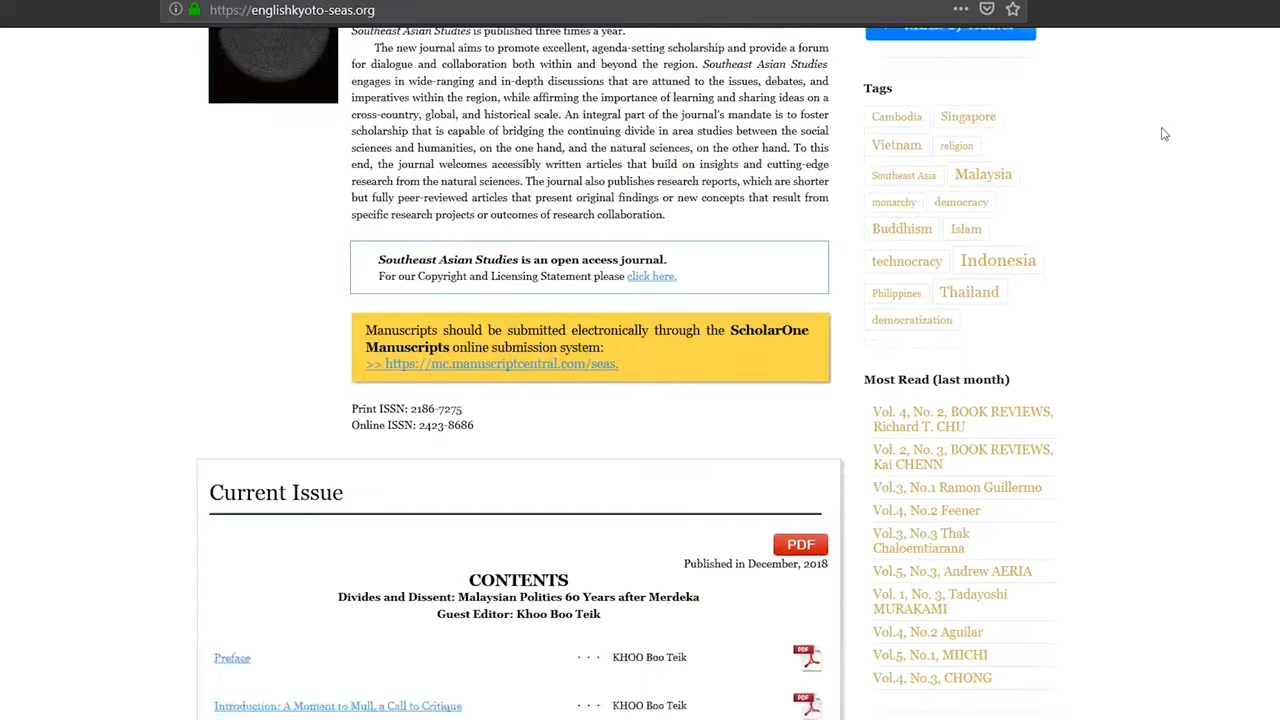 https://englishkyoto-seas.org
Southeast Asian Studies is published three times a year.
The new journal aims to promote excellent, agenda-setting scholarship and provide a forum
for dialogue and collaboration both within and beyond the region. Southeast Asian Studies
engages in wide-ranging and in-depth discussions that are attuned to the issues, debates, and
imperatives within the region, while affirming the importance of learning and sharing ideas on a
cross-country, global, and historical scale. An integral part of the journal's mandate is to foster
scholarship that is capable of bridging the continuing divide in area studies between the social
sciences and humanities, on the one hand, and the natural sciences, on the other hand. To this
end, the journal welcomes accessibly written articles that build on insights and cutting-edge
research from the natural sciences. The journal also publishes research reports, which are shorter
but fully peer-reviewed articles that present original findings or new concepts that result from
specific research projects or outcomes of research collaboration.
Southeast Asian Studies is an open access journal.
For our Copyright and Licensing Statement please click here.
Manuscripts should be submitted electronically through the ScholarOne
Manuscripts online submission system:
>> https://mc.manuscriptcentral.com/seas.
Print ISSN: 2186-7275
Online ISSN: 2423-8686
Current Issue
PDF
Published in December, 2018
CONTENTS
Divides and Dissent: Malaysian Politics 60 Years after Merdeka
Guest Editor: Khoo Boo Teik
Preface · · · KHOO Boo Teik PDF
Introduction: A Moment to Mull, a Call to Critique · · · KHOO Boo Teik PDF
Tags
Cambodia Singapore
Vietnam religion
Southeast Asia Malaysia
monarchy democracy
Buddhism Islam
technocracy Indonesia
Philippines Thailand
democratization
Most Read (last month)
Vol. 4, No. 2, BOOK REVIEWS,
Richard T. CHU
Vol. 2, No. 3, BOOK REVIEWS,
Kai CHENN
Vol.3, No.1 Ramon Guillermo
Vol.4, No.2 Feener
Vol.3, No.3 Thak
Chaloemtiarana
Vol.5, No.3, Andrew AERIA
Vol. 1, No. 3, Tadayoshi
MURAKAMI
Vol.4, No.2 Aguilar
Vol.5, No.1, MIICHI
Vol.4, No.3, CHONG